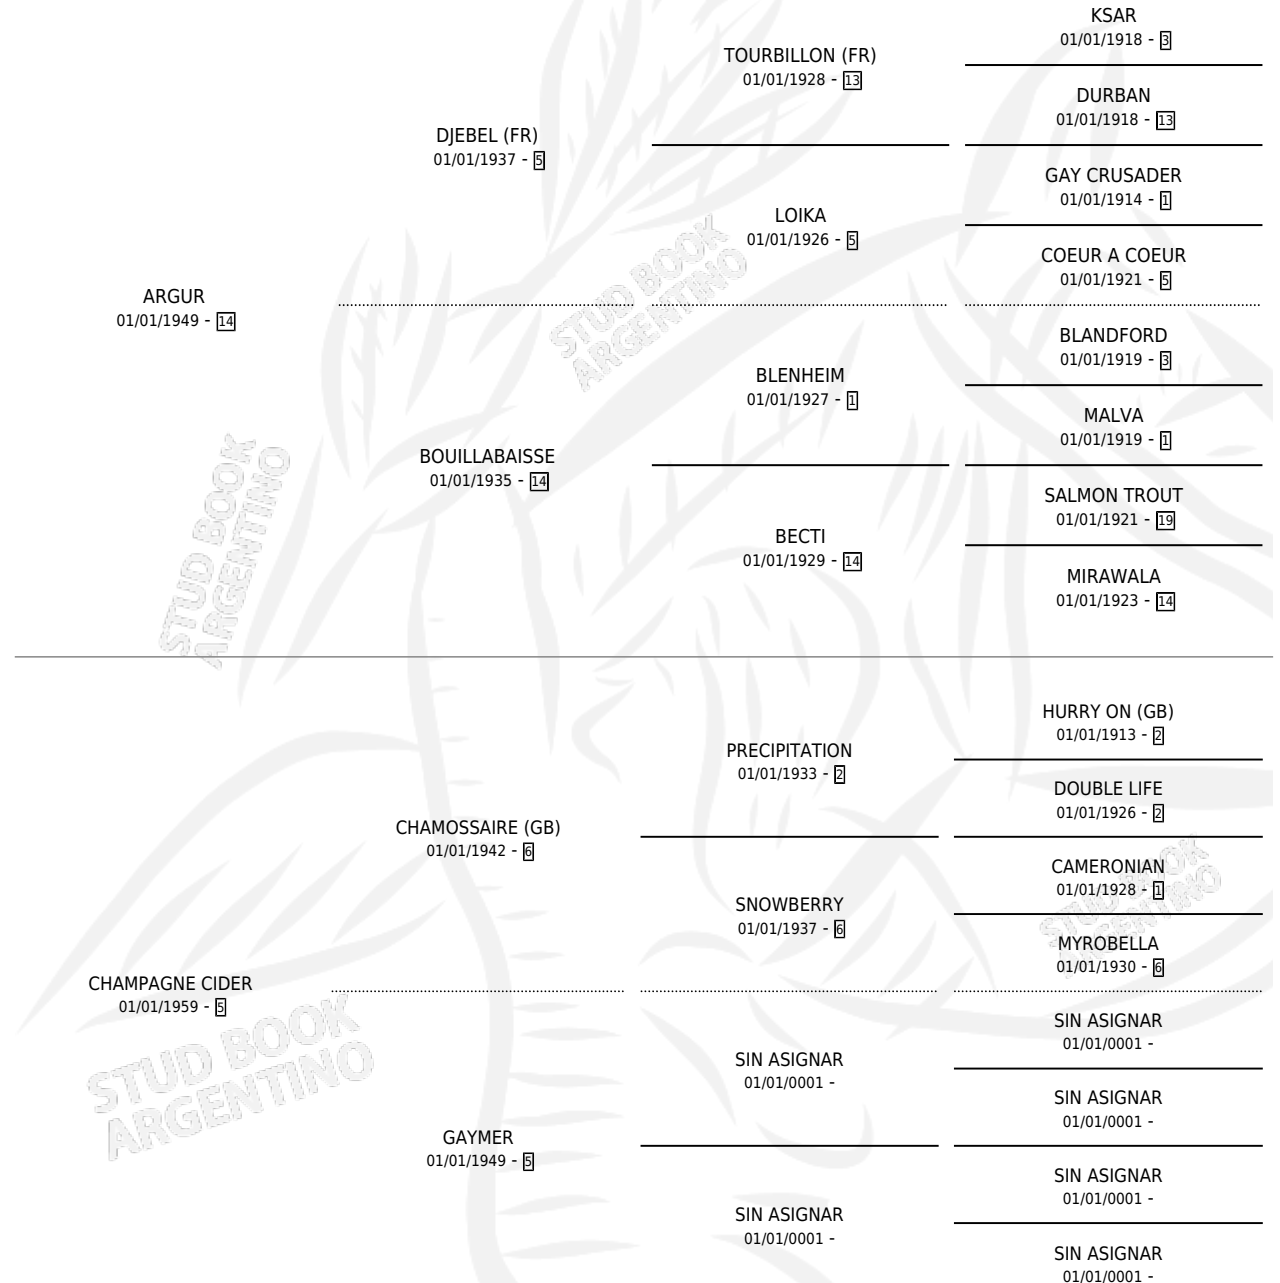 KSAR
01/01/1918 - 3
TOURBILLON (FR)
01/01/1928 - 13
DURBAN
01/01/1918 - 13
DJEBEL (FR)
01/01/1937 - 5
GAY CRUSADER
01/01/1914 - 1
LOIKA
01/01/1926 - 5
COEUR A COEUR
01/01/1921 - 5
ARGUR
01/01/1949 - 14
BLANDFORD
01/01/1919 - 3
BLENHEIM
01/01/1927 - 1
MALVA
01/01/1919 - 1
BOUILLABAISSE
01/01/1935 - 14
SALMON TROUT
01/01/1921 - 19
BECTI
01/01/1929 - 14
MIRAWALA
01/01/1923 - 14
HURRY ON (GB)
01/01/1913 - 2
PRECIPITATION
01/01/1933 - 2
DOUBLE LIFE
01/01/1926 - 2
CHAMOSSAIRE (GB)
01/01/1942 - 6
CAMERONIAN
01/01/1928 - 1
SNOWBERRY
01/01/1937 - 6
MYROBELLA
01/01/1930 - 6
CHAMPAGNE CIDER
01/01/1959 - 5
SIN ASIGNAR
01/01/0001 -
SIN ASIGNAR
01/01/0001 -
SIN ASIGNAR
01/01/0001 -
GAYMER
01/01/1949 - 5
SIN ASIGNAR
01/01/0001 -
SIN ASIGNAR
01/01/0001 -
SIN ASIGNAR
01/01/0001 -
STUD BOOK
ARGENTINO
STUD BOOK
ARGENTINO
STUD BOOK
ARGENTINO
STUD BOOK
ARGENTINO